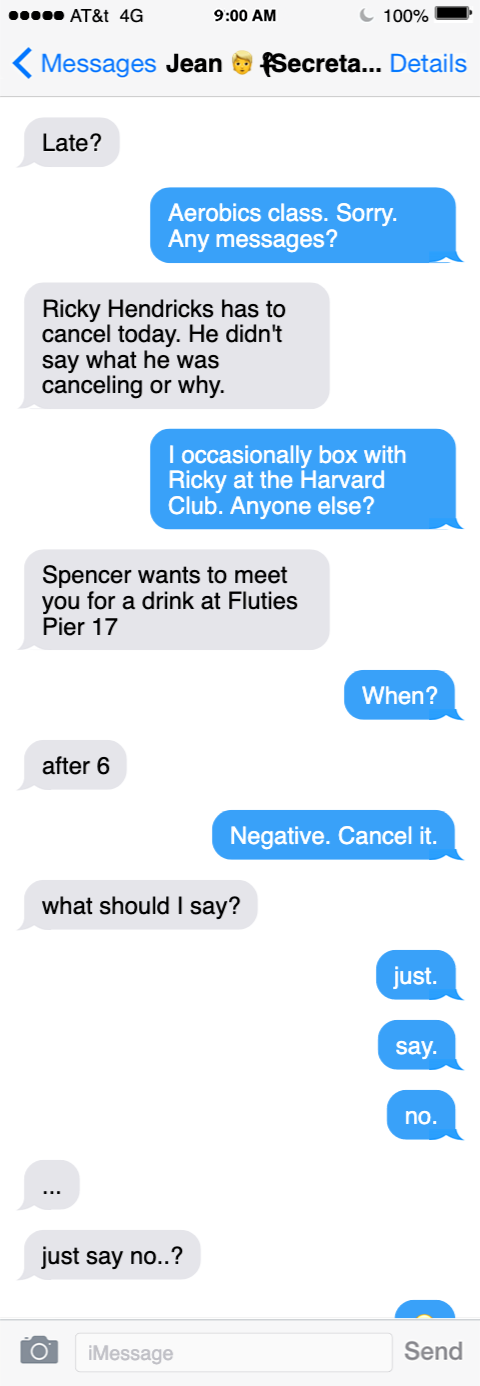 AT&t 4G 9:00 AM 100%
Messages Jean (Secreta... Details
Late?
Aerobics class. Sorry.
Any messages?
Ricky Hendricks has to
cancel today. He didn't
say what he was
canceling or why.
I occasionally box with
Ricky at the Harvard
Club. Anyone else?
Spencer wants to meet
you for a drink at Fluties
Pier 17
When?
after 6
Negative. Cancel it.
what should I say?
just.
say.
no.
...
just say no..?
iMessage Send